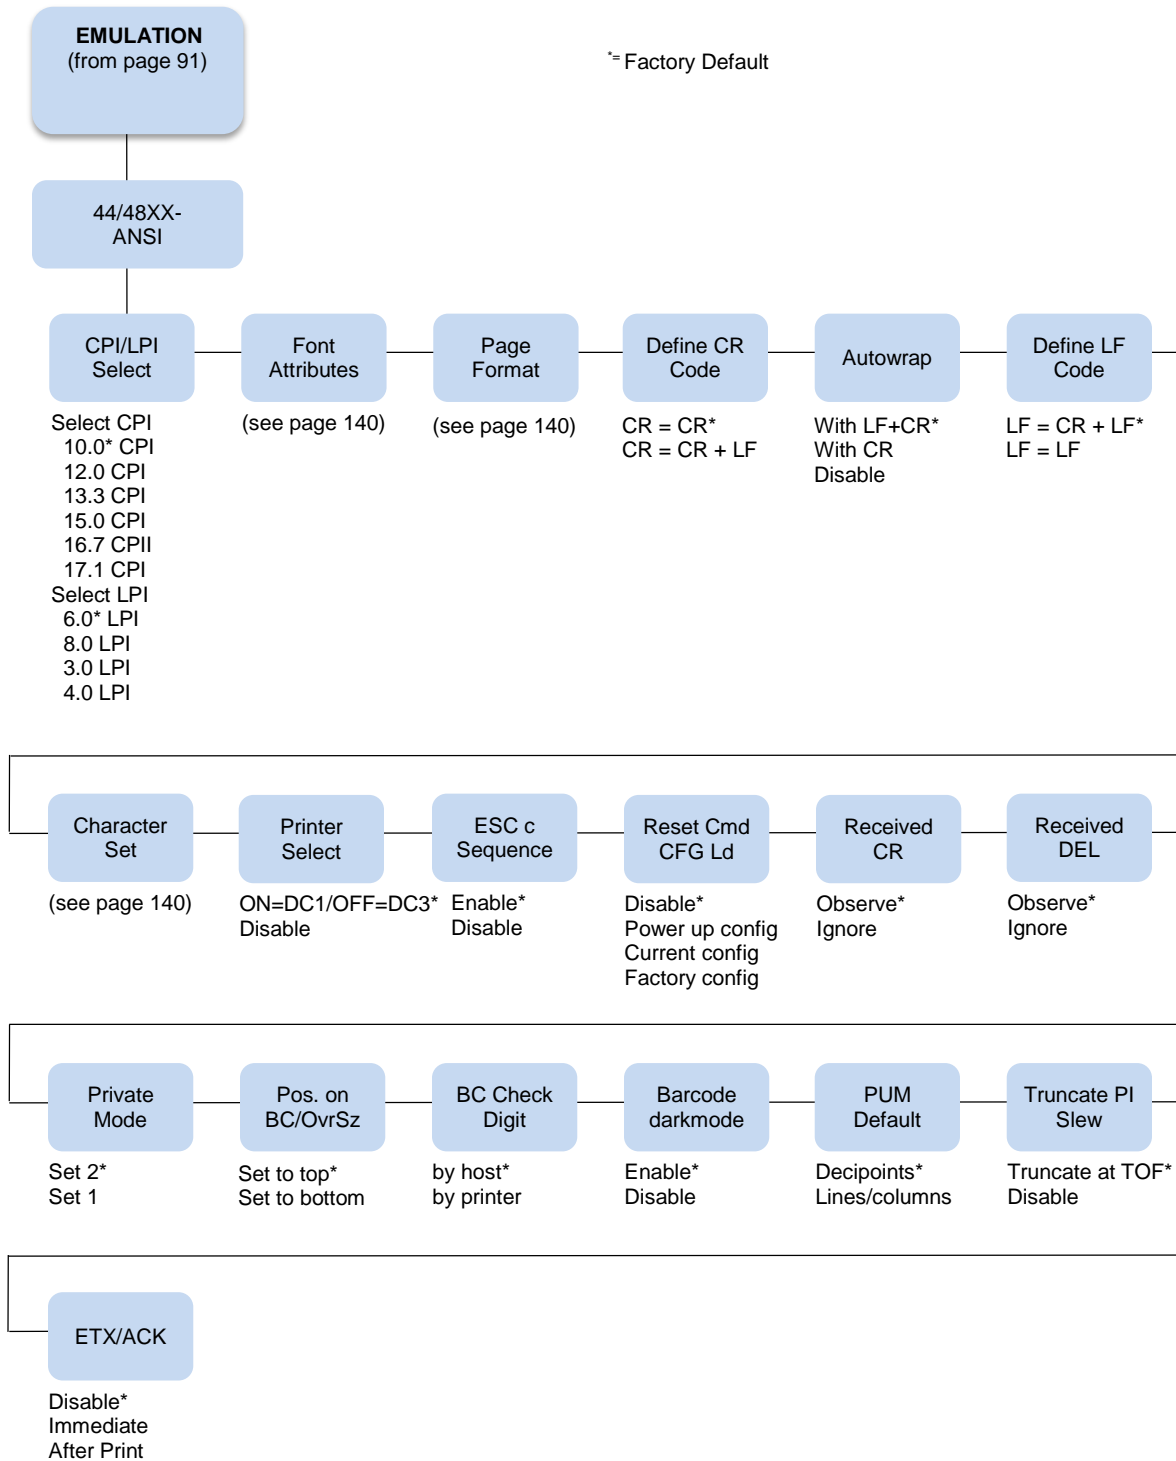 EMULATION
(from page 91)
*= Factory Default
44/48XX-
ANSI
CPI/LPI
Select
Font
Attributes
Page
Format
Define CR
Code
Autowrap
Define LF
Code
Select CPI
10.0* CPI
12.0 CPI
13.3 CPI
15.0 CPI
16.7 CPII
17.1 CPI
Select LPI
6.0* LPI
8.0 LPI
3.0 LPI
4.0 LPI
(see page 140)
(see page 140)
CR = CR*
CR = CR + LF
With LF+CR*
With CR
Disable
LF = CR + LF*
LF = LF
Character
Set
Printer
Select
ESC c
Sequence
Reset Cmd
CFG Ld
Received
CR
Received
DEL
(see page 140)
ON=DC1/OFF=DC3*
Disable
Enable*
Disable
Disable*
Power up config
Current config
Factory config
Observe*
Ignore
Observe*
Ignore
Private
Mode
Pos. on
BC/OvrSz
BC Check
Digit
Barcode
darkmode
PUM
Default
Truncate PI
Slew
Set 2*
Set 1
Set to top*
Set to bottom
by host*
by printer
Enable*
Disable
Decipoints*
Lines/columns
Truncate at TOF*
Disable
ETX/ACK
Disable*
Immediate
After Print